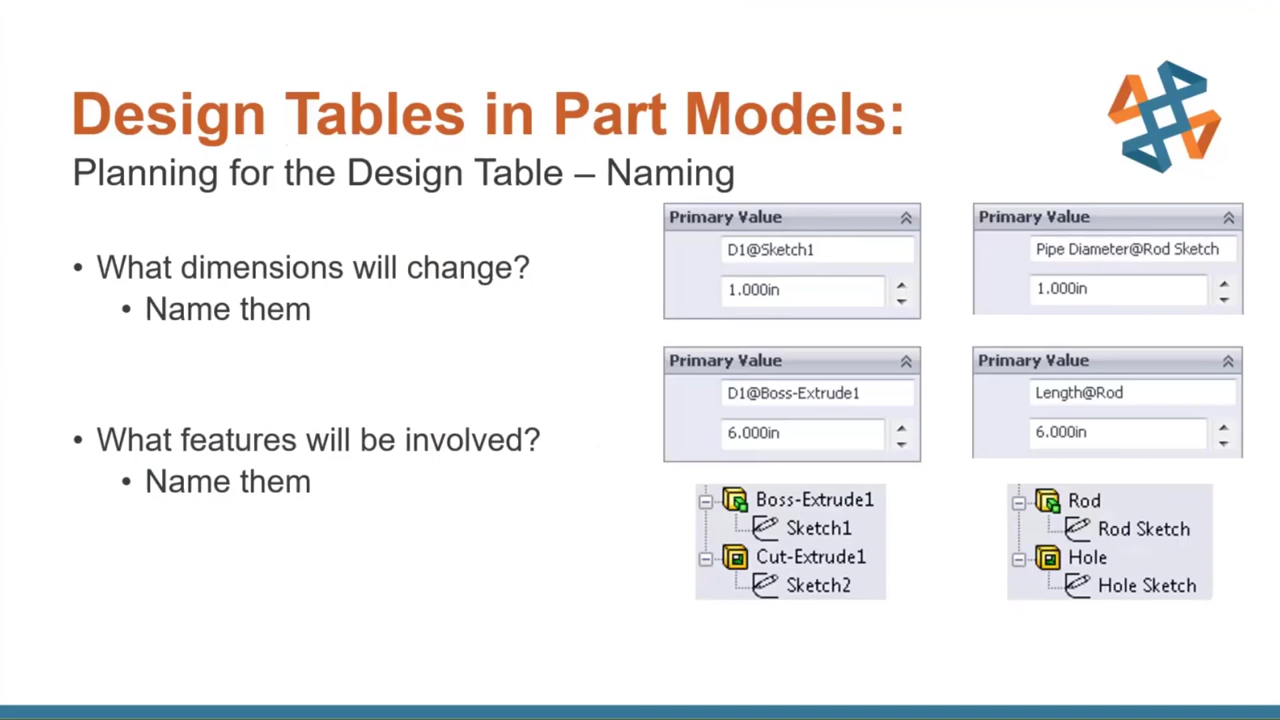 Design Tables in Part Models:
Planning for the Design Table – Naming
• What dimensions will change?
• Name them
• What features will be involved?
• Name them
Primary Value
D1@Sketch1
1.000in
Primary Value
Pipe Diameter@Rod Sketch
1.000in
Primary Value
D1@Boss-Extrude1
6.000in
Primary Value
Length@Rod
6.000in
Boss-Extrude1
Sketch1
Cut-Extrude1
Sketch2
Rod
Rod Sketch
Hole
Hole Sketch